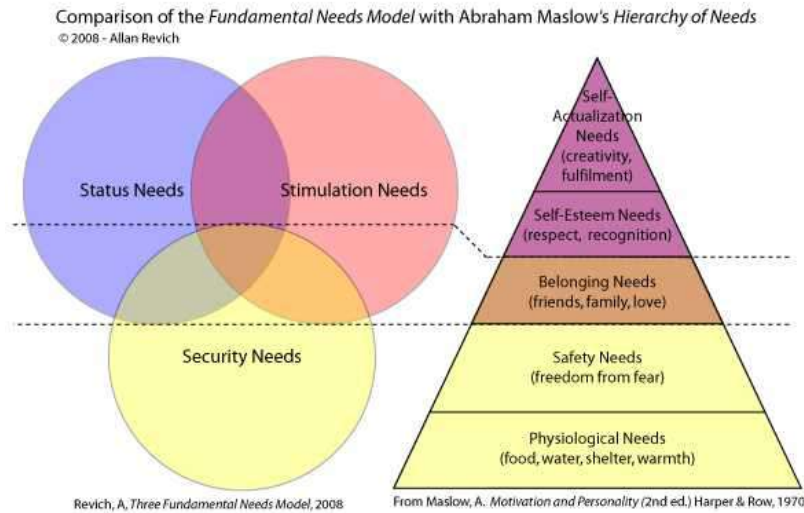 Comparison of the Fundamental Needs Model with Abraham Maslow's Hierarchy of Needs
© 2008 - Allan Revich
Status Needs
Stimulation Needs
Security Needs
Self-
Actualization
Needs
(creativity,
fulfilment)
Self-Esteem Needs
(respect, recognition)
Belonging Needs
(friends, family, love)
Safety Needs
(freedom from fear)
Physiological Needs
(food, water, shelter, warmth)
Revich, A, Three Fundamental Needs Model, 2008
From Maslow, A. Motivation and Personality (2nd ed.) Harper & Row, 1970